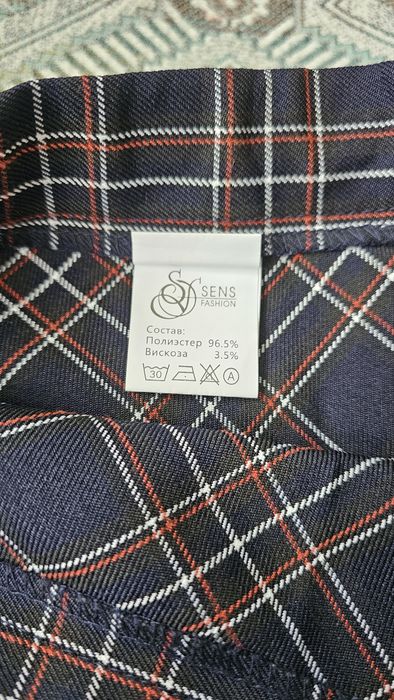 SENS
FASHION
Состав:
Полиэстер 96.5%
Вискоза 3.5%
30 A